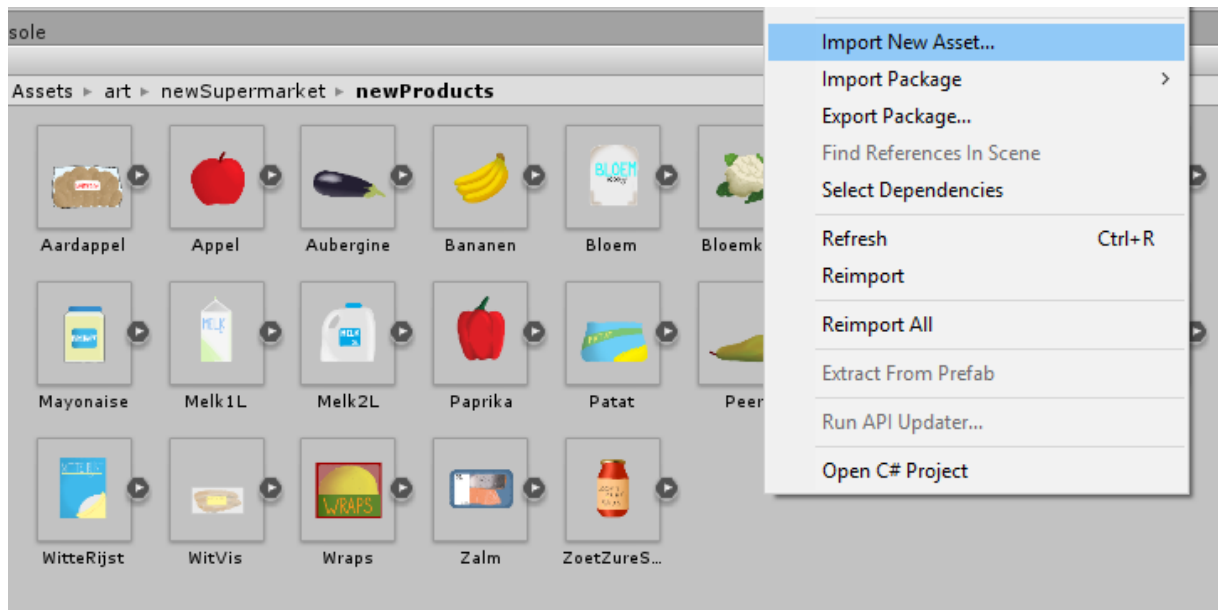 sole
Assets ▸ art ▸ newSupermarket ▸ newProducts
Aardappel Appel Aubergine Bananen Bloem Bloemk
BLOEM
Mayonaise Melk1L Melk2L Paprika Patat Peer
MELK
MELK
2L
WitteRijst WitVis Wraps Zalm ZoetZureS...
WRAPS
Import New Asset...
Import Package >
Export Package...
Find References In Scene
Select Dependencies
Refresh Ctrl+R
Reimport
Reimport All
Extract From Prefab
Run API Updater...
Open C# Project